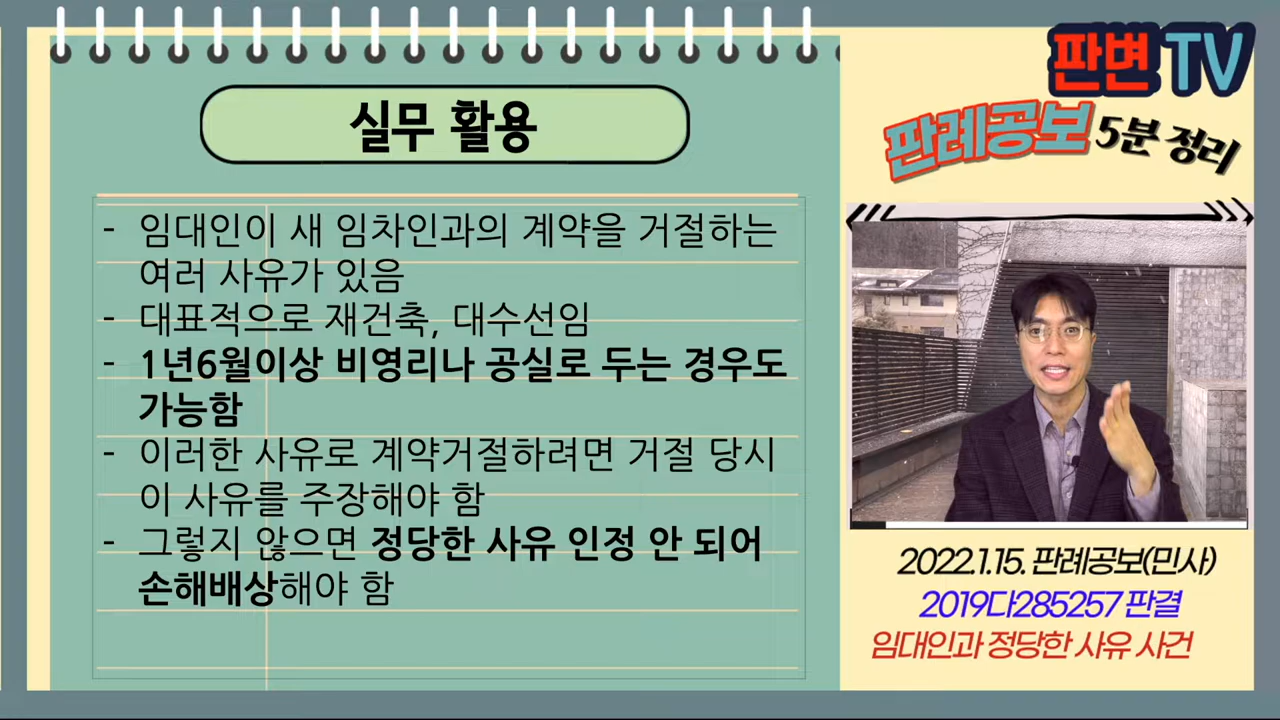 판변 TV
판례공보 5분 정리
실무 활용
- 임대인이 새 임차인과의 계약을 거절하는
여러 사유가 있음
- 대표적으로 재건축, 대수선임
- 1년6월이상 비영리나 공실로 두는 경우도
가능함
- 이러한 사유로 계약거절하려면 거절 당시
이 사유를 주장해야 함
- 그렇지 않으면 정당한 사유 인정 안 되어
손해배상해야 함
2022.1.15. 판례공보(민사)
2019다285257 판결
임대인과 정당한 사유 사건